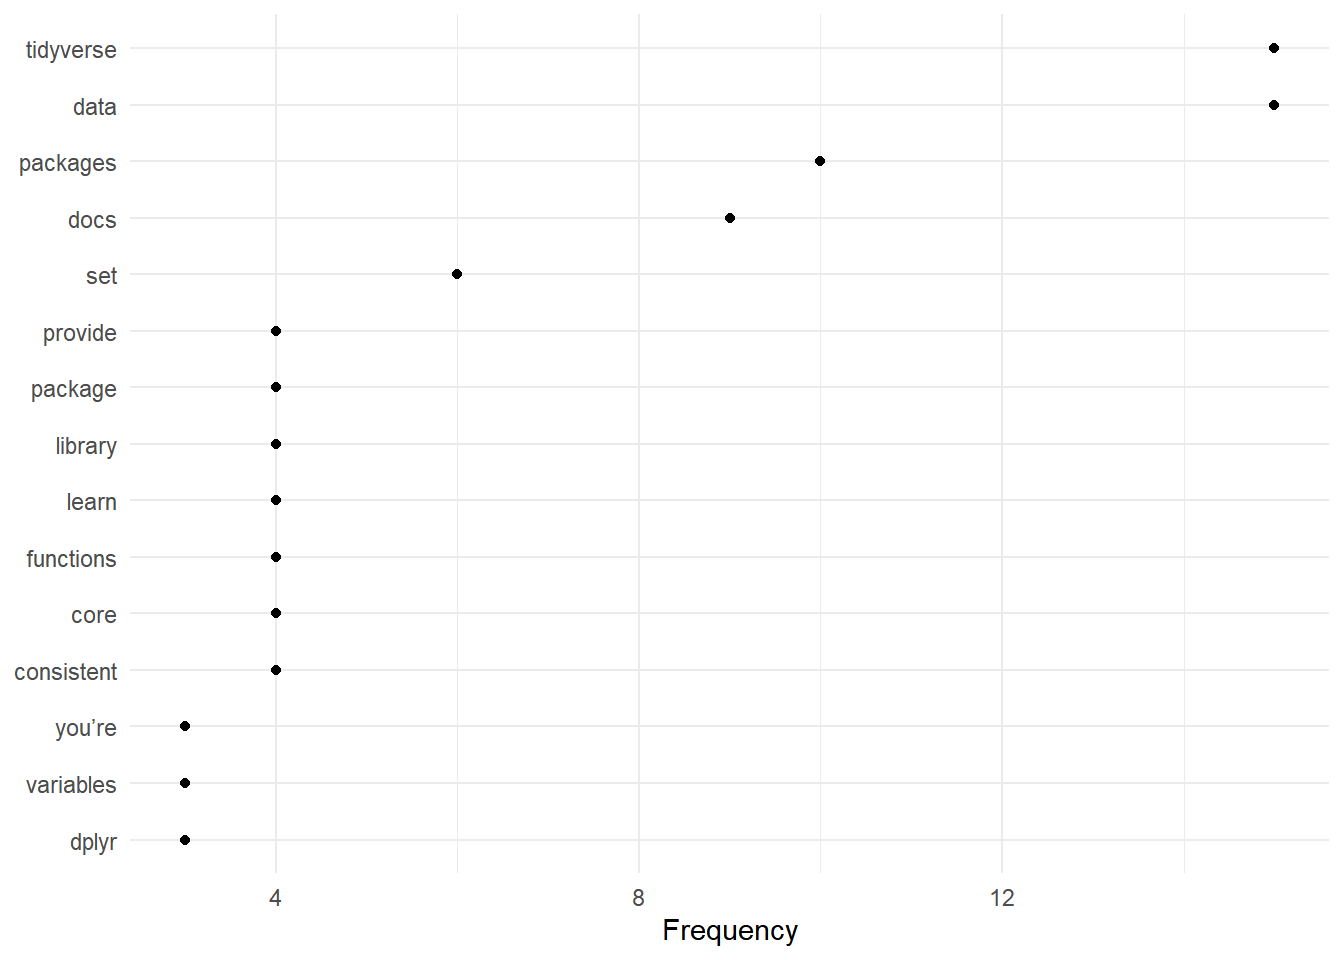 tidyverse
data
packages
docs
set
provide
package
library
learn
functions
core
consistent
you’re
variables
dplyr
4 8 12
Frequency